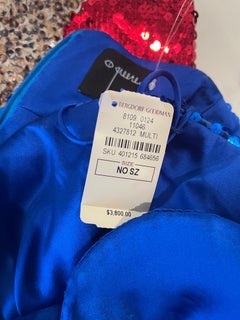 BERGDORF GOODMAN
8109 0124
11046
4327812 MULTI
SKU 401215 684656
SIZE
NO SZ
$3,800.00